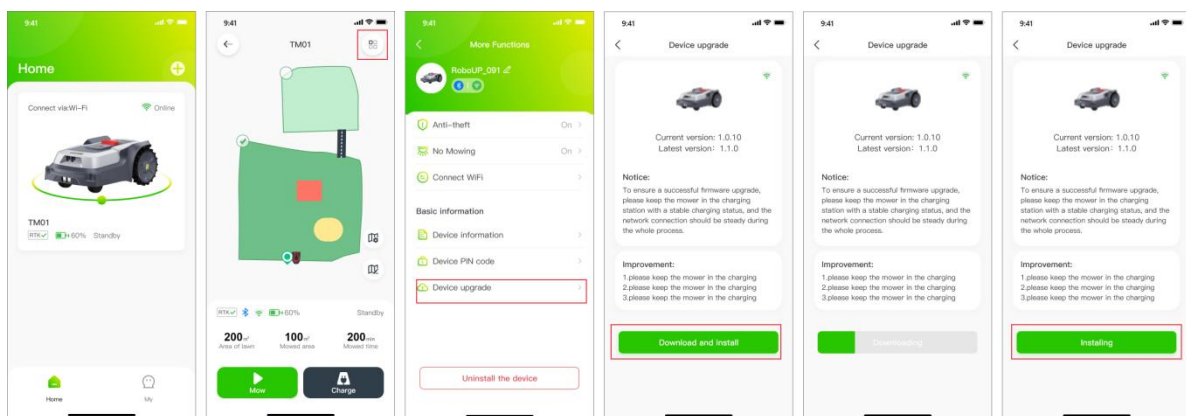 9:41
Home
Connect via:Wi-Fi
Online
TM01
RTK
60%
Standby
Home
My
9:41
TM01
RTK
60%
Standby
200㎡
100㎡
200min
Area of lawn
Mowed area
Mowed time
Mow
Charge
9:41
More Functions
RoboUP_091
Anti-theft
On
No Mowing
On
Connect WiFi
Basic information
Device information
Device PIN code
Device upgrade
Uninstall the device
9:41
Device upgrade
Current version: 1.0.10
Latest version: 1.1.0
Notice:
To ensure a successful firmware upgrade,
please keep the mower in the charging
station with a stable charging status, and the
network connection should be steady during
the whole process.
Improvement:
1.please keep the mower in the charging
2.please keep the mower in the charging
3.please keep the mower in the charging
Download and install
9:41
Device upgrade
Current version: 1.0.10
Latest version: 1.1.0
Notice:
To ensure a successful firmware upgrade,
please keep the mower in the charging
station with a stable charging status, and the
network connection should be steady during
the whole process.
Improvement:
1.please keep the mower in the charging
2.please keep the mower in the charging
3.please keep the mower in the charging
Downloading
9:41
Device upgrade
Current version: 1.0.10
Latest version: 1.1.0
Notice:
To ensure a successful firmware upgrade,
please keep the mower in the charging
station with a stable charging status, and the
network connection should be steady during
the whole process.
Improvement:
1.please keep the mower in the charging
2.please keep the mower in the charging
3.please keep the mower in the charging
Instaling